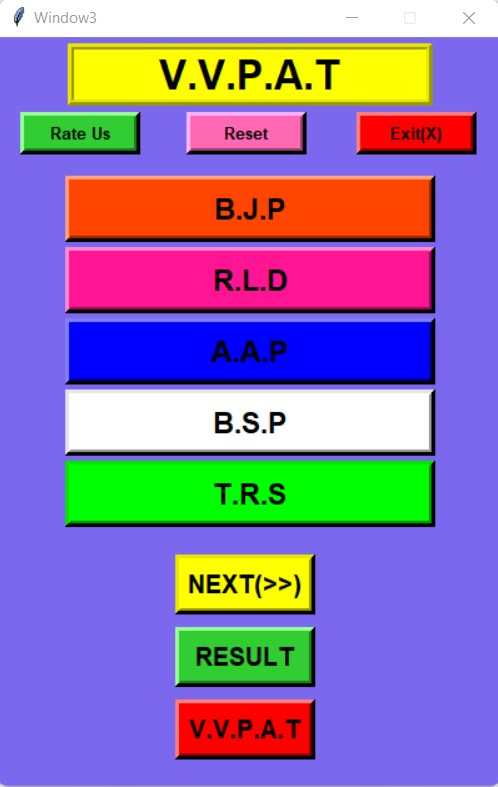 Window3
V.V.P.A.T
Rate Us Reset Exit(X)
B.J.P
R.L.D
A.A.P
B.S.P
T.R.S
NEXT(>>)
RESULT
V.V.P.A.T